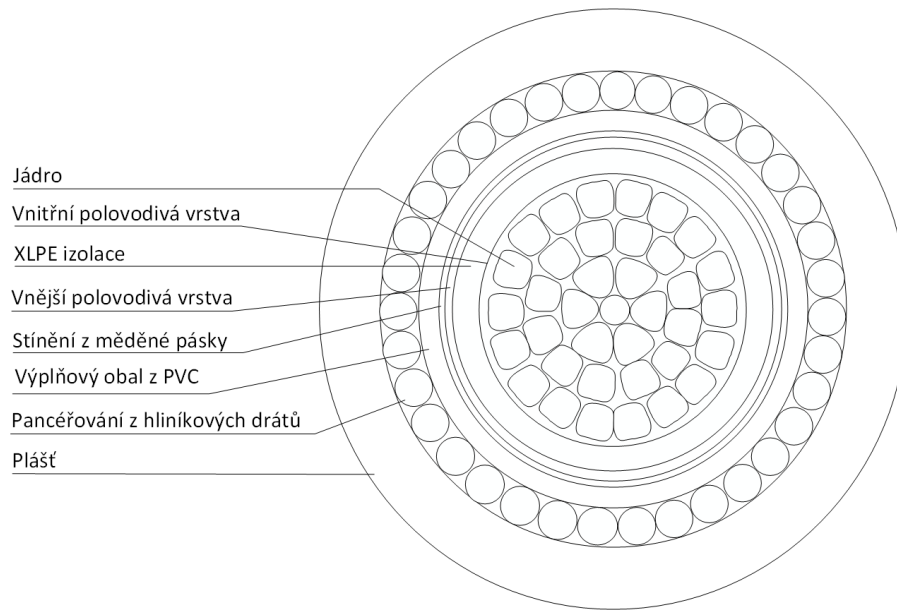 Jádro
Vnitřní polovodivá vrstva
XLPE izolace
Vnější polovodivá vrstva
Stínění z měděné pásky
Výplňový obal z PVC
Pancéřování z hliníkových drátů
Plášť